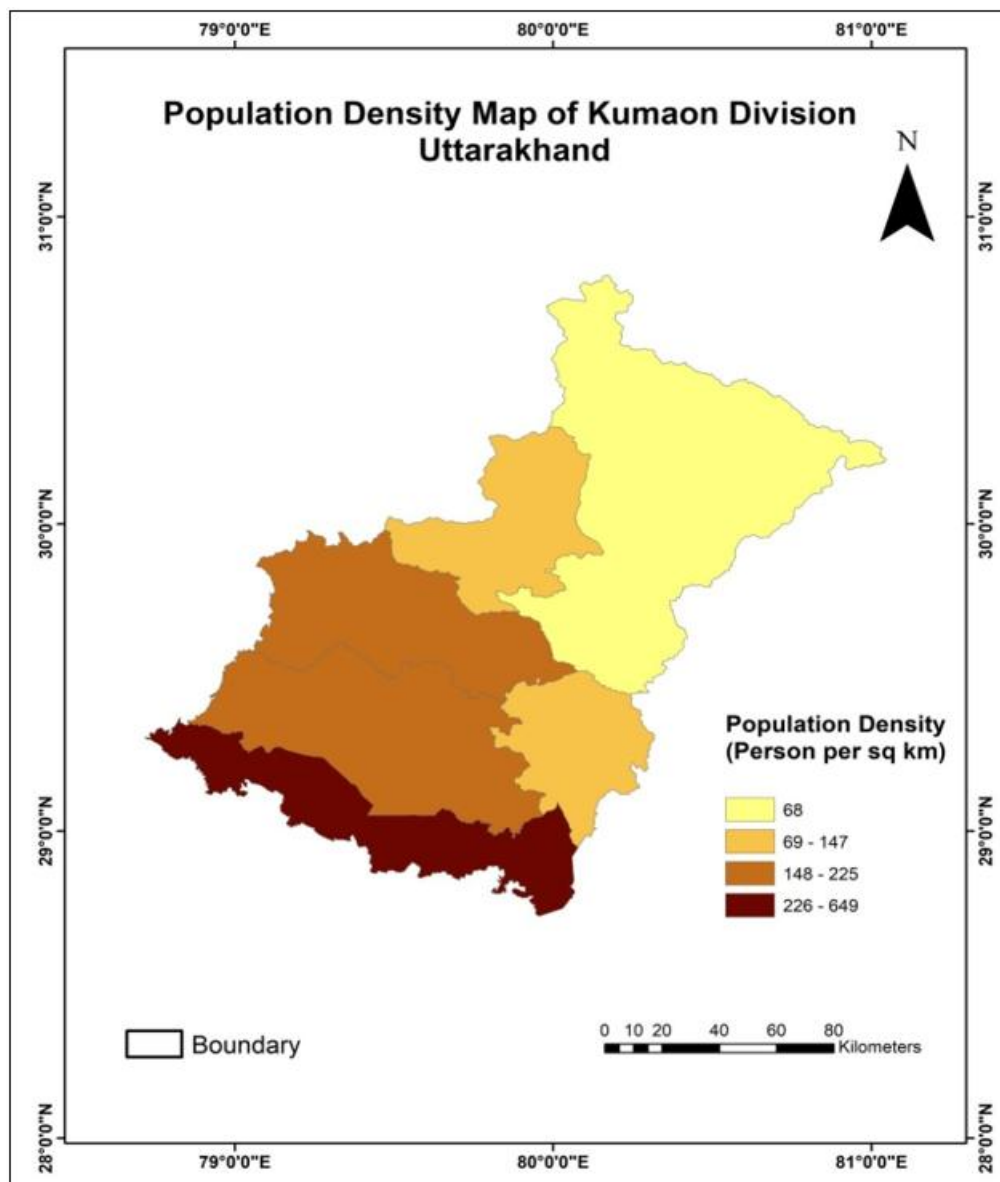 79°0'0"E 80°0'0"E 81°0'0"E
Population Density Map of Kumaon Division
Uttarakhand
N
31°0'0"N 31°0'0"N
30°0'0"N 30°0'0"N
29°0'0"N 29°0'0"N
28°0'0"N 28°0'0"N
Population Density
(Person per sq km)
68
69 - 147
148 - 225
226 - 649
Boundary
0 10 20 40 60 80
Kilometers
79°0'0"E 80°0'0"E 81°0'0"E